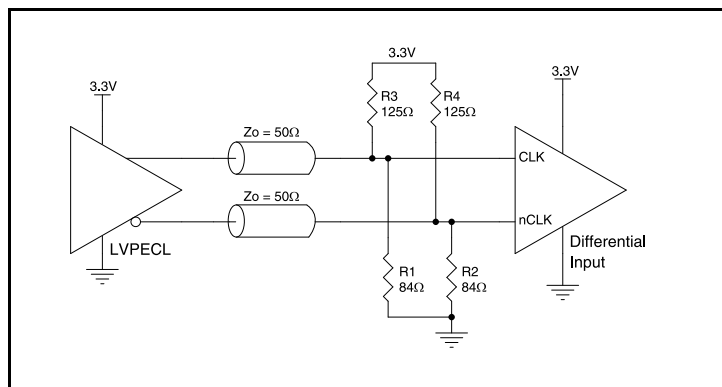 3.3V
3.3V
3.3V
R3
125Ω
R4
125Ω
Zo = 50Ω
CLK
Zo = 50Ω
nCLK
LVPECL
Differential
Input
R1
84Ω
R2
84Ω